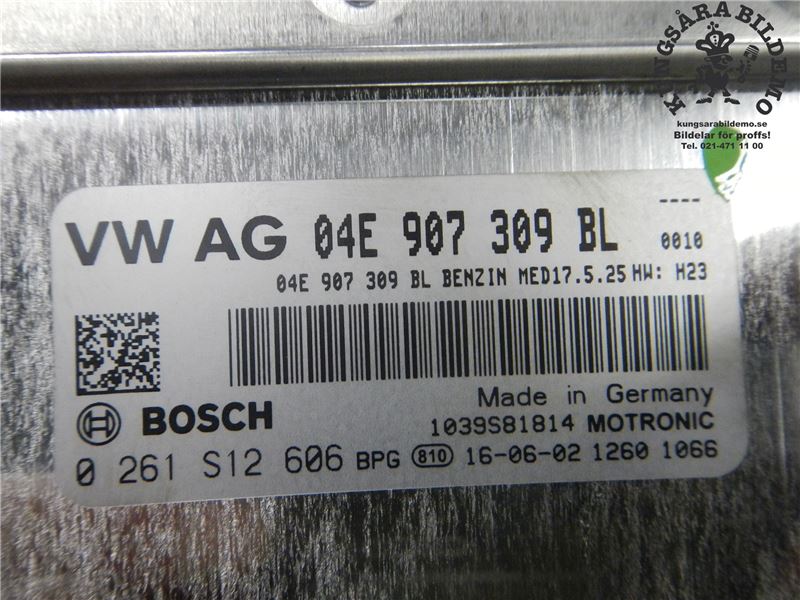 KUNGSÅRA BILDEMO
kungsarabildemo.se
Bildelar för proffs!
Tel. 021-471 11 00
----
VW AG 04E 907 309 BL 0010
04E 907 309 BL BENZIN MED17.5.25 HW: H23
Made in Germany
BOSCH 1039S81814 MOTRONIC
0 261 S12 606 BPG 810 16-06-02 1260 1066